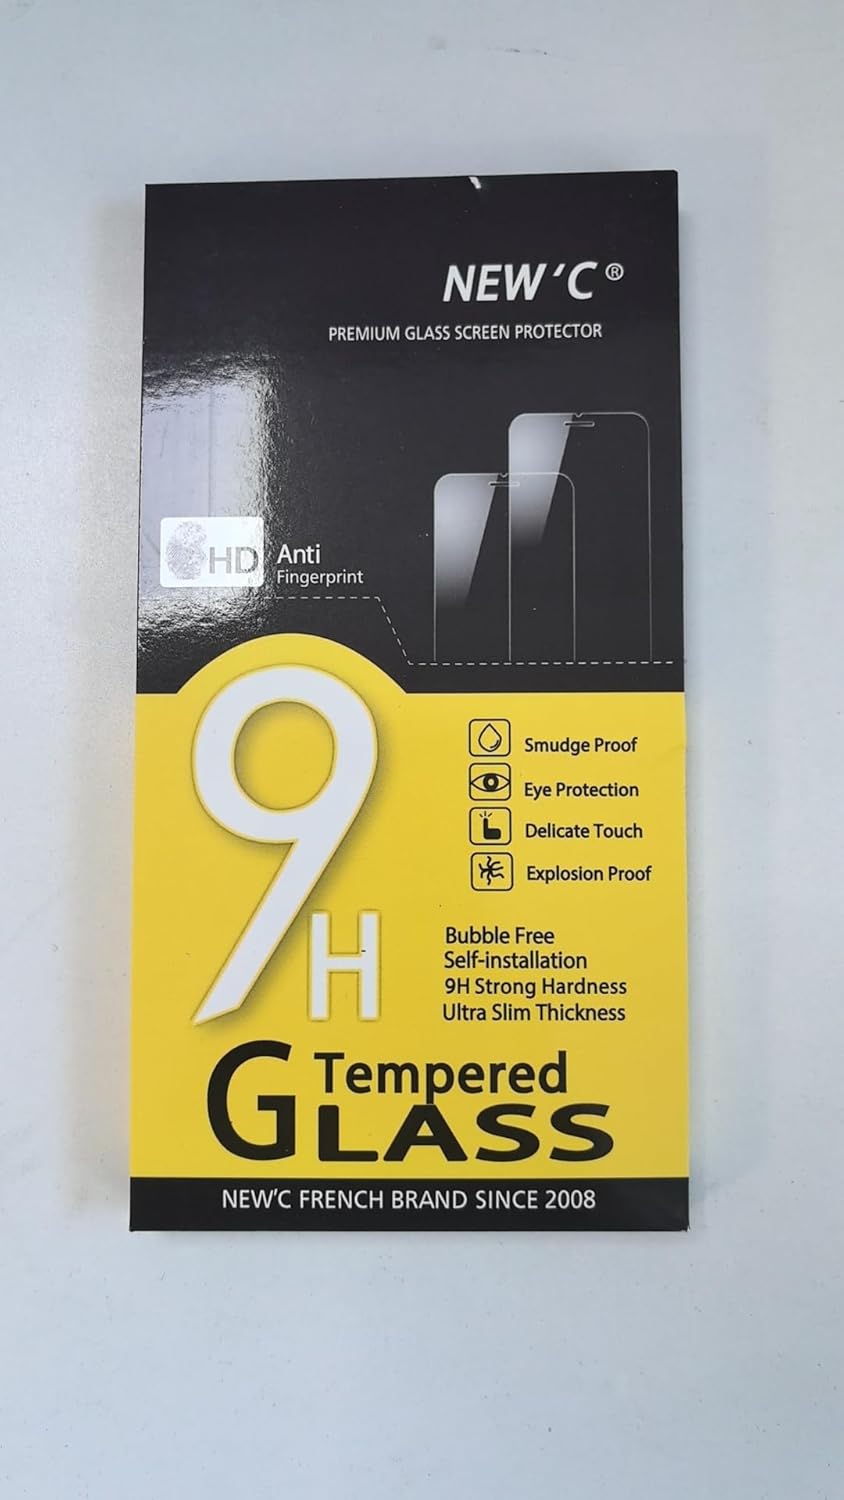 NEW'C®
PREMIUM GLASS SCREEN PROTECTOR
HD
Anti
Fingerprint
9H
Smudge Proof
Eye Protection
Delicate Touch
Explosion Proof
Bubble Free
Self-installation
9H Strong Hardness
Ultra Slim Thickness
Tempered
GLASS
NEW'C FRENCH BRAND SINCE 2008